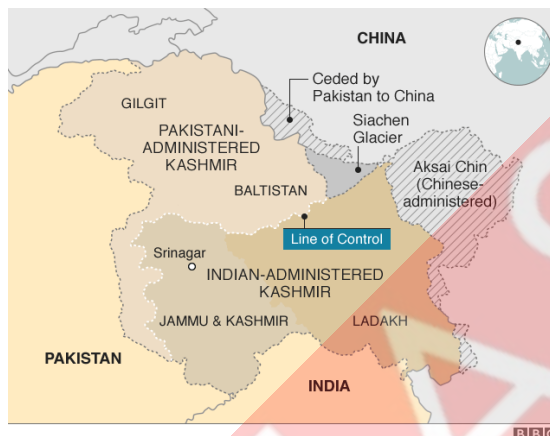 CHINA
Ceded by
Pakistan to China
GILGIT
Siachen
Glacier
PAKISTANI-
ADMINISTERED
KASHMIR
Aksai Chin
(Chinese-
administered)
BALTISTAN
Line of Control
Srinagar
INDIAN-ADMINISTERED
KASHMIR
JAMMU & KASHMIR
LADAKH
PAKISTAN
INDIA
BBC